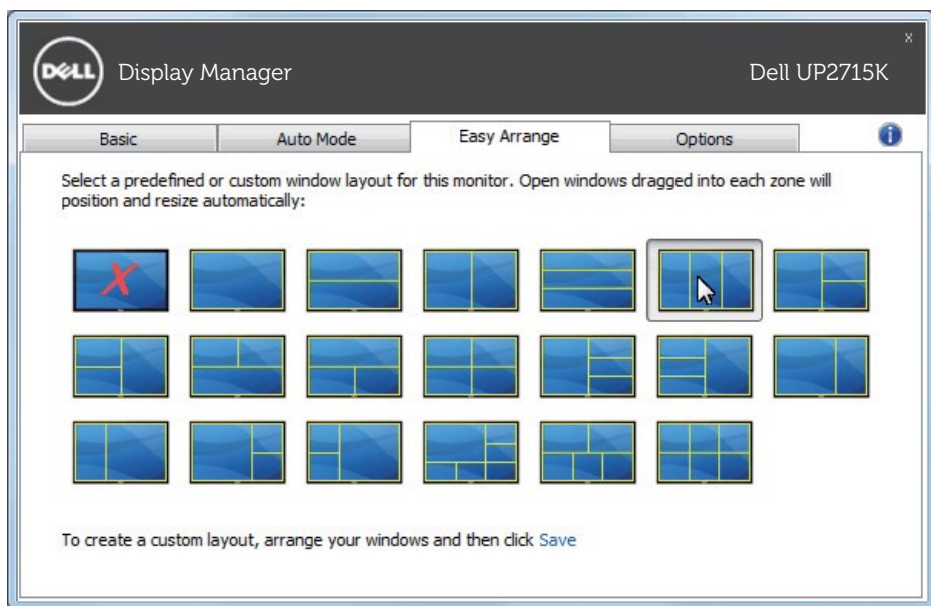 x
DELL Display Manager Dell UP2715K
Basic Auto Mode Easy Arrange Options
Select a predefined or custom window layout for this monitor. Open windows dragged into each zone will
position and resize automatically:
X
To create a custom layout, arrange your windows and then click Save